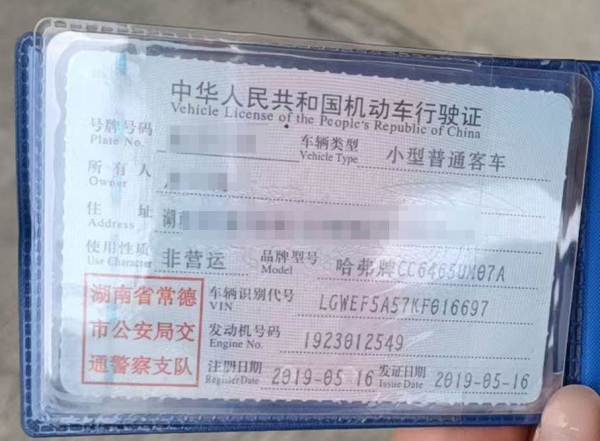 中华人民共和国机动车行驶证
Vehicle License of the People's Republic of China
号牌号码
Plate No.
车辆类型 小型普通客车
Vehicle Type
所有人
Owner
住址 湖南
Address
使用性质 非营运
Use Character
品牌型号 哈弗牌CC6465UM07A
Model
湖南省常德
市公安局交
通警察支队
车辆识别代号 LGWEF5A57KF016697
VIN
发动机号码 1923012549
Engine No.
注册日期 2019-05-16
Register Date
发证日期 2019-05-16
Issue Date